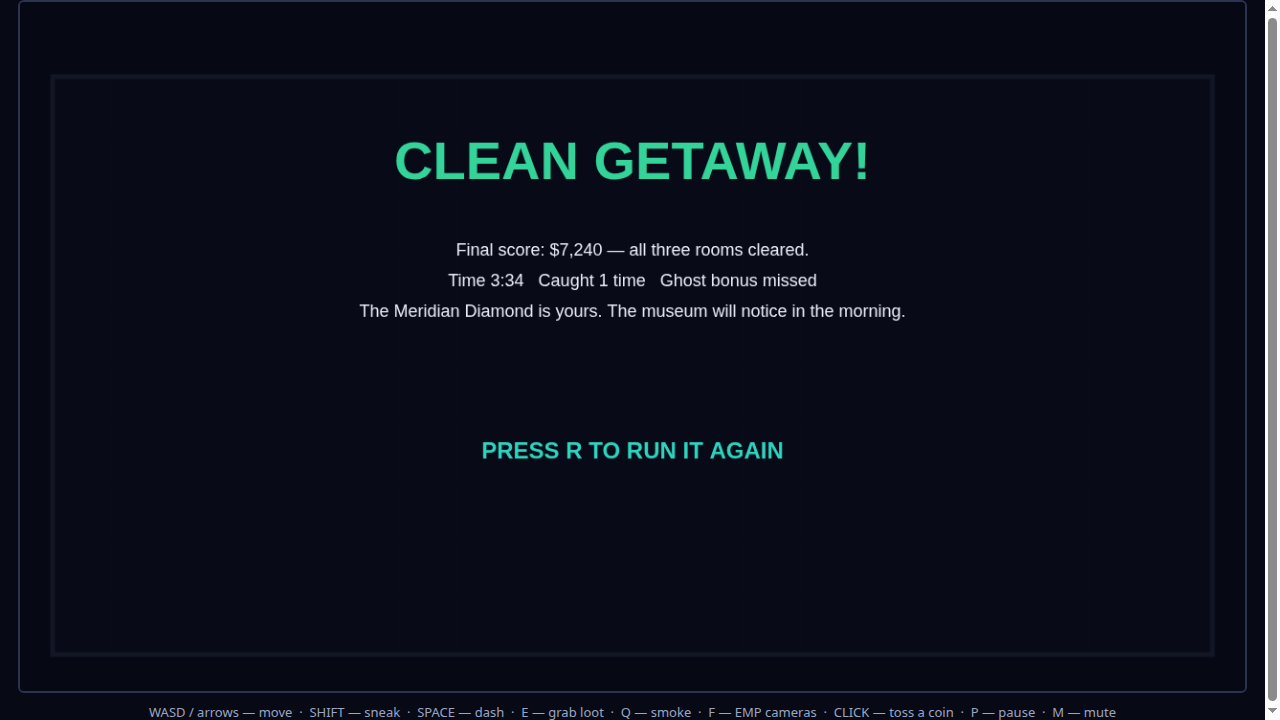 CLEAN GETAWAY!
Final score: $7,240 — all three rooms cleared.
Time 3:34   Caught 1 time   Ghost bonus missed
The Meridian Diamond is yours. The museum will notice in the morning.
PRESS R TO RUN IT AGAIN
WASD / arrows — move · SHIFT — sneak · SPACE — dash · E — grab loot · Q — smoke · F — EMP cameras · CLICK — toss a coin · P — pause · M — mute